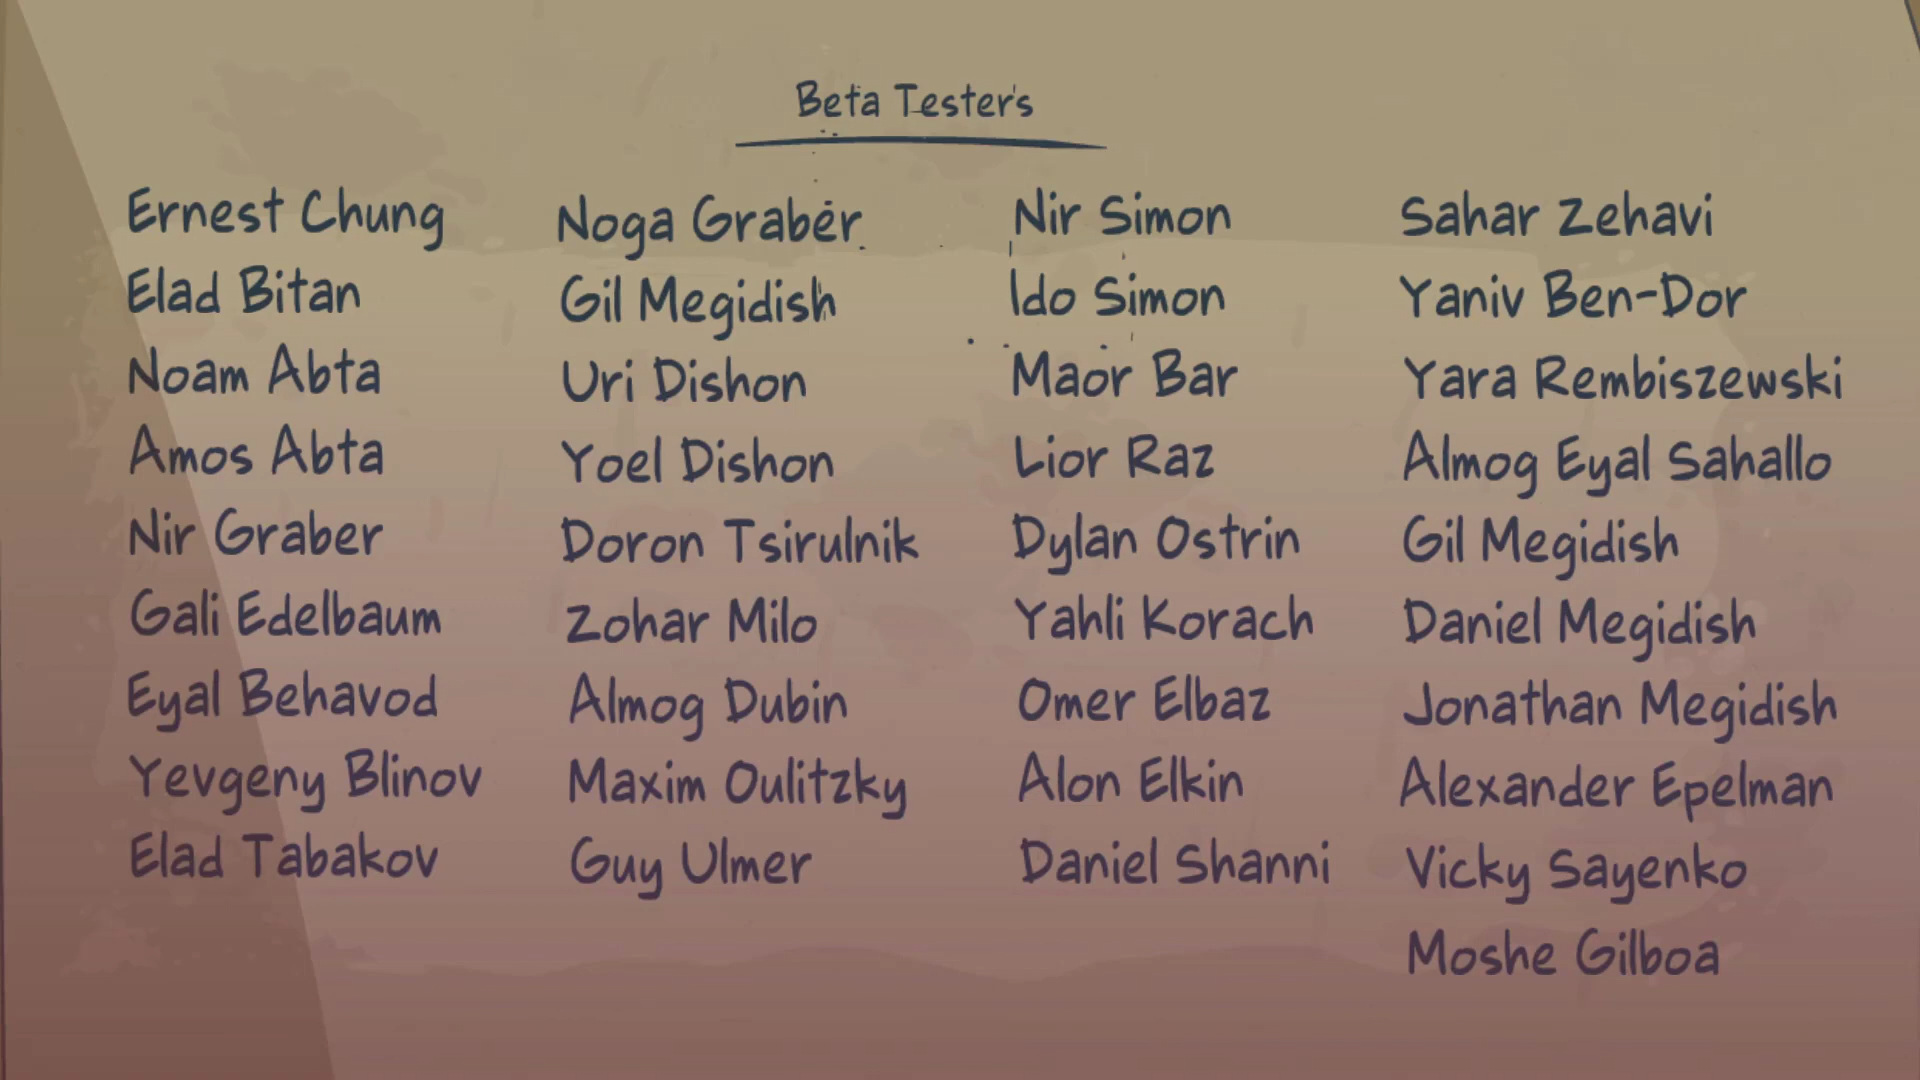 Beta Tester's
Ernest Chung
Elad Bitan
Noam Abta
Amos Abta
Nir Graber
Gali Edelbaum
Eyal Behavod
Yevgeny Blinov
Elad Tabakov
Noga Graber
Gil Megidish
Uri Dishon
Yoel Dishon
Doron Tsirulnik
Zohar Milo
Almog Dubin
Maxim Oulitzky
Guy Ulmer
Nir Simon
Ido Simon
Maor Bar
Lior Raz
Dylan Ostrin
Yahli Korach
Omer Elbaz
Alon Elkin
Daniel Shanni
Sahar Zehavi
Yaniv Ben-Dor
Yara Rembiszewski
Almog Eyal Sahallo
Gil Megidish
Daniel Megidish
Jonathan Megidish
Alexander Epelman
Vicky Sayenko
Moshe Gilboa